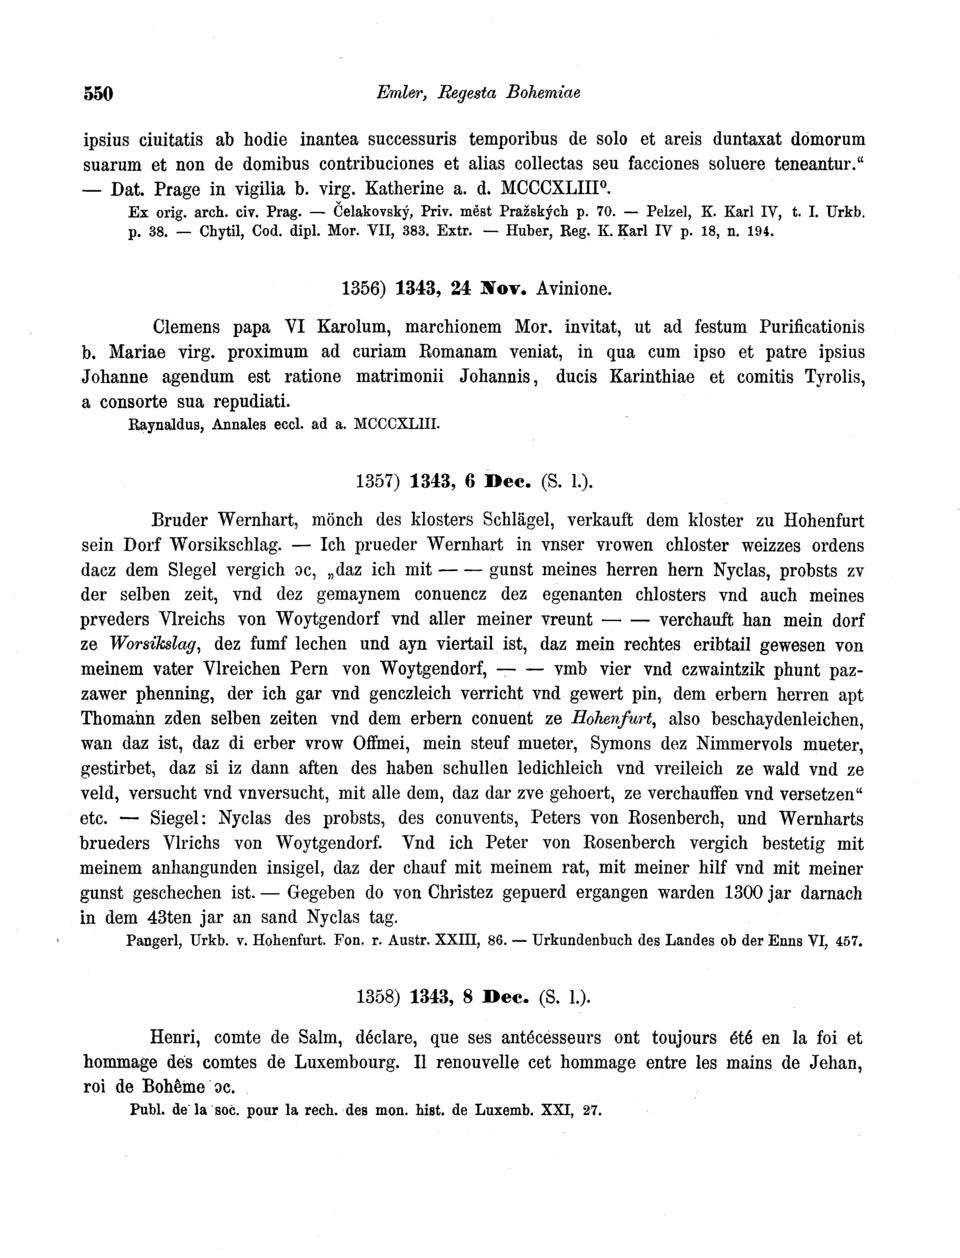 550 Emler, Regesta Bohemiae
ipsius ciuitatis ab hodie inantea successuris temporibus de solo et areis duntaxat domorum
suarum et non de domibus contribuciones et alias collectas seu facciones soluere teneantur.“
— Dat. Prage in vigilia b. virg. Katherine a. d. MCCCXLIII⁰.
Ex orig. arch. civ. Prag. — Čelakovský, Priv. měst Pražských p. 70. — Pelzel, K. Karl IV, t. I. Urkb.
p. 38. — Chytil, Cod. dipl. Mor. VII, 383. Extr. — Huber, Reg. K. Karl IV p. 18, n. 194.
1356) 1343, 24 Nov. Avinione.
Clemens papa VI Karolum, marchionem Mor. invitat, ut ad festum Purificationis
b. Mariae virg. proximum ad curiam Romanam veniat, in qua cum ipso et patre ipsius
Johanne agendum est ratione matrimonii Johannis, ducis Karinthiae et comitis Tyrolis,
a consorte sua repudiati.
Raynaldus, Annales eccl. ad a. MCCCXLIII.
1357) 1343, 6 Dec. (S. l.).
Bruder Wernhart, mönch des klosters Schlägel, verkauft dem kloster zu Hohenfurt
sein Dorf Worsikschlag. — Ich prueder Wernhart in vnser vrowen chloster weizzes ordens
dacz dem Slegel vergich ɔc, „daz ich mit — — gunst meines herren hern Nyclas, probsts zv
der selben zeit, vnd dez gemaynem conuencz dez egenanten chlosters vnd auch meines
prveders Vlreichs von Woytgendorf vnd aller meiner vreunt — — verchauft han mein dorf
ze Worsikslag, dez fumf lechen und ayn viertail ist, daz mein rechtes eribtail gewesen von
meinem vater Vlreichen Pern von Woytgendorf, — — vmb vier vnd czwaintzik phunt paz-
zawer phenning, der ich gar vnd genczleich verricht vnd gewert pin, dem erbern herren apt
Thomann zden selben zeiten vnd dem erbern conuent ze Hohenfurt, also beschaydenleichen,
wan daz ist, daz di erber vrow Offmei, mein steuf mueter, Symons dez Nimmervols mueter,
gestirbet, daz si iz dann aften des haben schullen ledichleich vnd vreileich ze wald vnd ze
veld, versucht vnd vnversucht, mit alle dem, daz dar zve gehoert, ze verchauffen vnd versetzen“
etc. — Siegel: Nyclas des probsts, des conuvents, Peters von Rosenberch, und Wernharts
brueders Vlrichs von Woytgendorf. Vnd ich Peter von Rosenberch vergich bestetig mit
meinem anhangunden insigel, daz der chauf mit meinem rat, mit meiner hilf vnd mit meiner
gunst geschechen ist. — Gegeben do von Christez gepuerd ergangen warden 1300 jar darnach
in dem 43ten jar an sand Nyclas tag.
Pangerl, Urkb. v. Hohenfurt. Fon. r. Austr. XXIII, 86. — Urkundenbuch des Landes ob der Enns VI, 457.
1358) 1343, 8 Dec. (S. l.).
Henri, comte de Salm, déclare, que ses antécesseurs ont toujours été en la foi et
hommage des comtes de Luxembourg. Il renouvelle cet hommage entre les mains de Jehan,
roi de Bohême ɔc.
Publ. de la soc. pour la rech. des mon. hist. de Luxemb. XXI, 27.